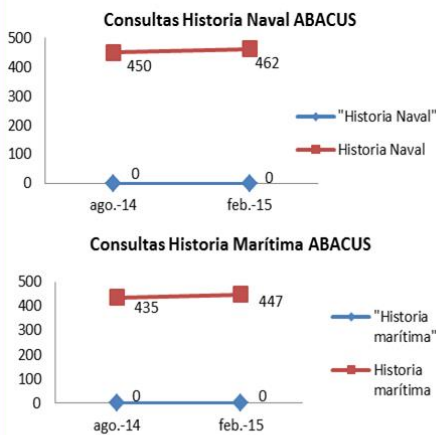 Consultas Historia Naval ABACUS
500
400
300
200
100
0
450
462
0
0
ago.-14
feb.-15
"Historia Naval"
Historia Naval
Consultas Historia Marítima ABACUS
500
400
300
200
100
0
435
447
0
0
ago.-14
feb.-15
"Historia
marítima"
Historia
marítima